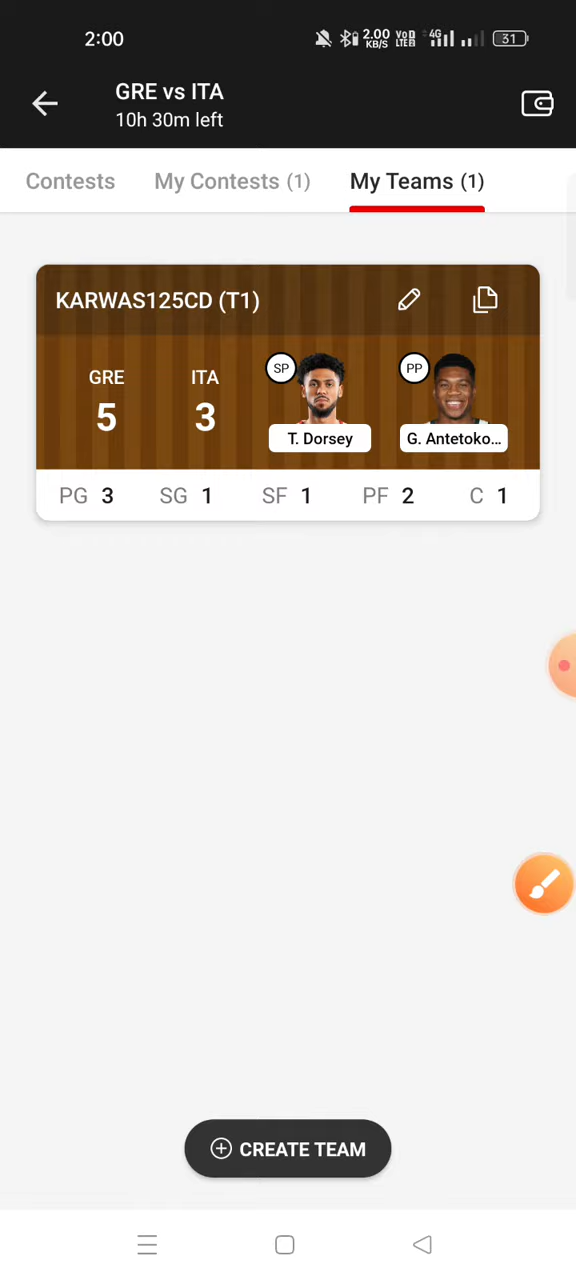 2:00 2.00 KB/S VoD LTE 4G 31
GRE vs ITA
10h 30m left
Contests My Contests (1) My Teams (1)
KARWAS125CD (T1)
SP PP
GRE ITA
5 3
T. Dorsey G. Antetoko...
PG 3 SG 1 SF 1 PF 2 C 1
CREATE TEAM